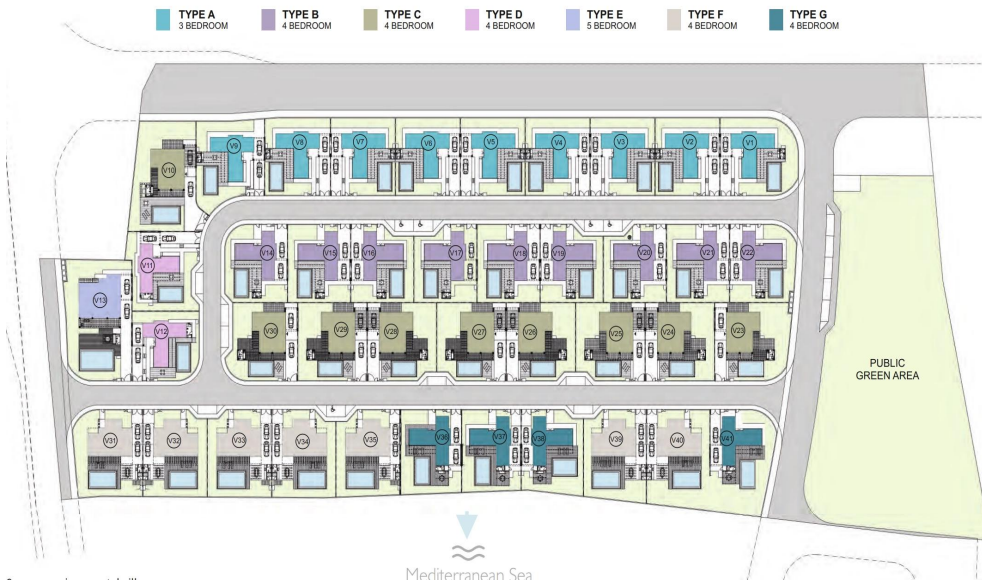 TYPE A
3 BEDROOM
TYPE B
4 BEDROOM
TYPE C
4 BEDROOM
TYPE D
4 BEDROOM
TYPE E
5 BEDROOM
TYPE F
4 BEDROOM
TYPE G
4 BEDROOM
V9 V8 V7 V6 V5 V4 V3 V2 V1
V10
V11
V14 V15 V16 V17 V18 V19 V20 V21 V22
V13
V12
V30 V29 V28 V27 V26 V25 V24 V23
PUBLIC
GREEN AREA
V31 V32 V33 V34 V35 V36 V37 V38 V39 V40 V41
Mediterranean Sea